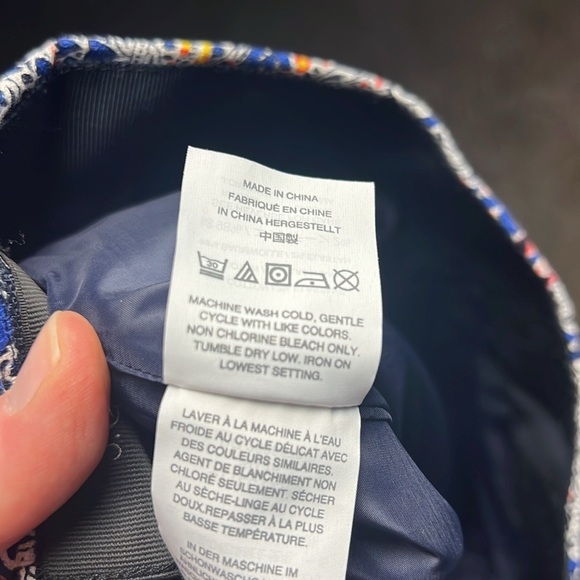 MADE IN CHINA
FABRIQUÉ EN CHINE
IN CHINA HERGESTELLT
中国製
30
MACHINE WASH COLD, GENTLE
CYCLE WITH LIKE COLORS.
NON CHLORINE BLEACH ONLY.
TUMBLE DRY LOW. IRON ON
LOWEST SETTING.
LAVER À LA MACHINE À L'EAU
FROIDE AU CYCLE DÉLICAT AVEC
DES COULEURS SIMILAIRES.
AGENT DE BLANCHIMENT NON
CHLORÉ SEULEMENT. SÉCHER
AU SÈCHE-LINGE AU CYCLE
DOUX.REPASSER À LA PLUS
BASSE TEMPÉRATURE.
IN DER MASCHINE IM